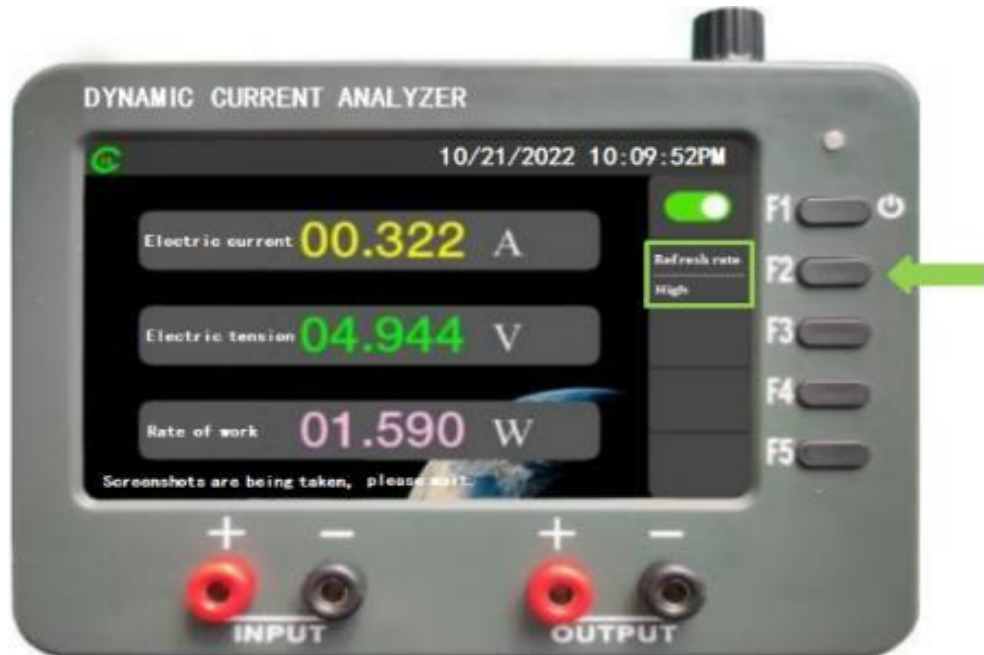 DYNAMIC CURRENT ANALYZER
10/21/2022 10:09:52PM
F1
Electric current 00.322 A
Refresh rate
F2
High
Electric tension 04.944 V
F3
F4
Rate of work 01.590 W
F5
Screenshots are being taken, please wait.
+ − + −
INPUT OUTPUT